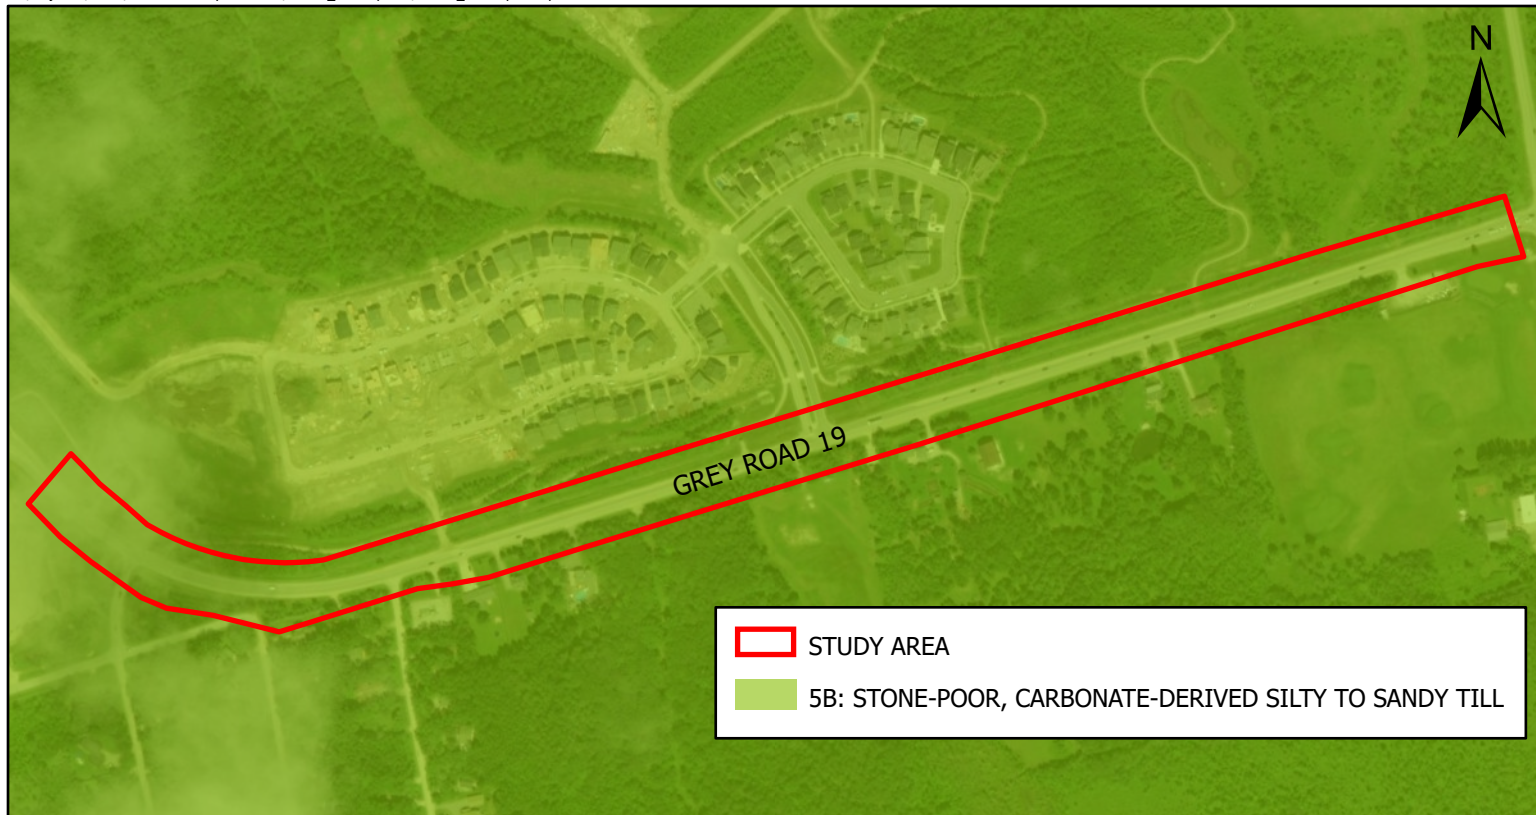 N
GREY ROAD 19
STUDY AREA
5B: STONE-POOR, CARBONATE-DERIVED SILTY TO SANDY TILL